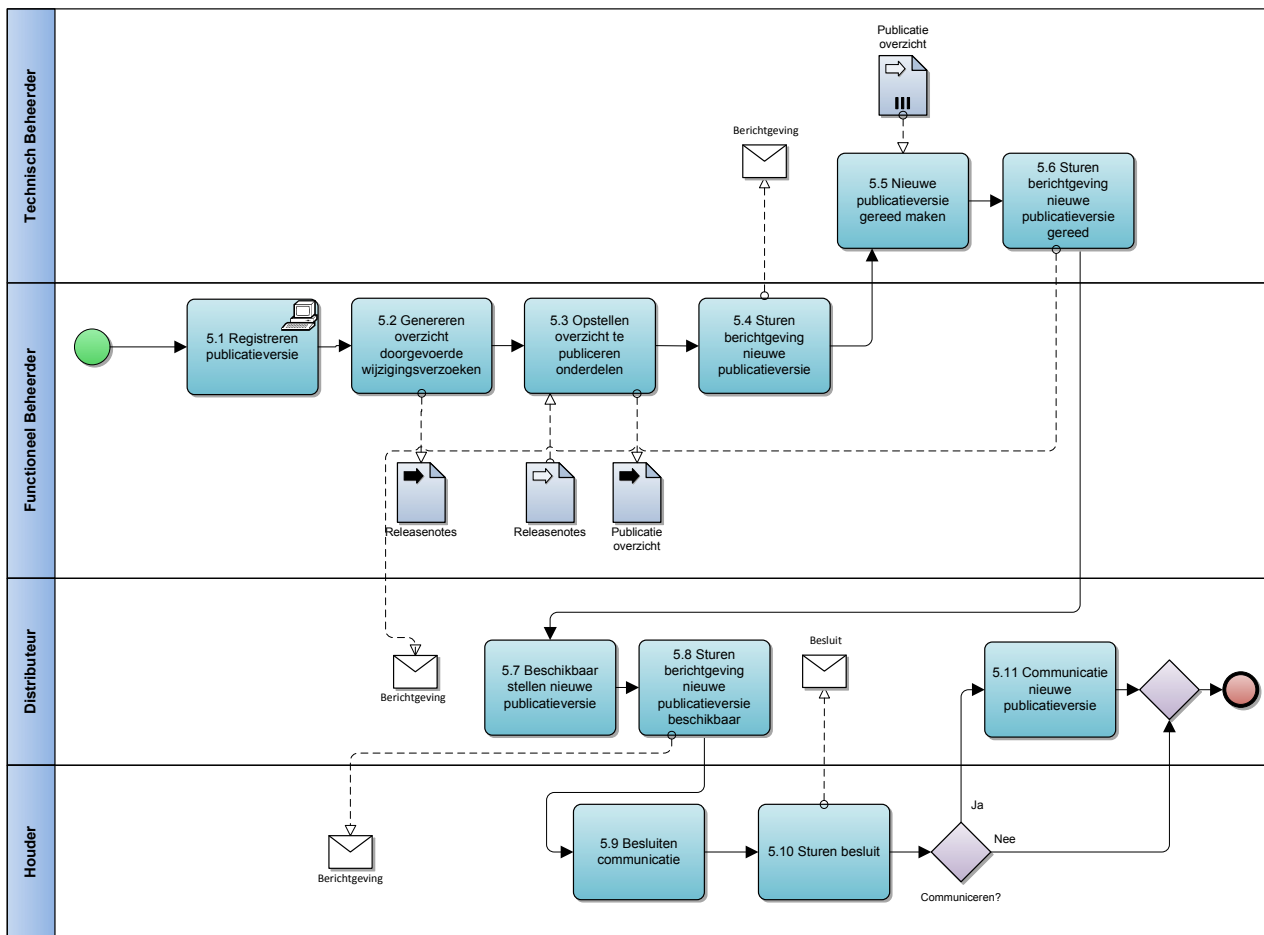 Technisch Beheerder
Publicatie
overzicht
Berichtgeving
5.5 Nieuwe
publicatieversie
gereed maken
5.6 Sturen
berichtgeving
nieuwe
publicatieversie
gereed
Functioneel Beheerder
5.1 Registreren
publicatieversie
5.2 Genereren
overzicht
doorgevoerde
wijzigingsverzoeken
5.3 Opstellen
overzicht te
publiceren
onderdelen
5.4 Sturen
berichtgeving
nieuwe
publicatieversie
Releasenotes
Releasenotes
Publicatie
overzicht
Distributeur
Berichtgeving
5.7 Beschikbaar
stellen nieuwe
publicatieversie
5.8 Sturen
berichtgeving
nieuwe
publicatieversie
beschikbaar
Besluit
5.11 Communicatie
nieuwe
publicatieversie
Houder
Berichtgeving
5.9 Besluiten
communicatie
5.10 Sturen besluit
Ja
Nee
Communiceren?